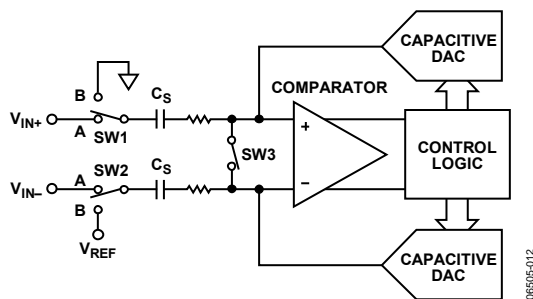 CAPACITIVE
DAC
COMPARATOR
B
CS
VIN+
A
SW1
+
SW3
CONTROL
LOGIC
SW2
CS
VIN–
A
–
B
VREF
CAPACITIVE
DAC
06505-012